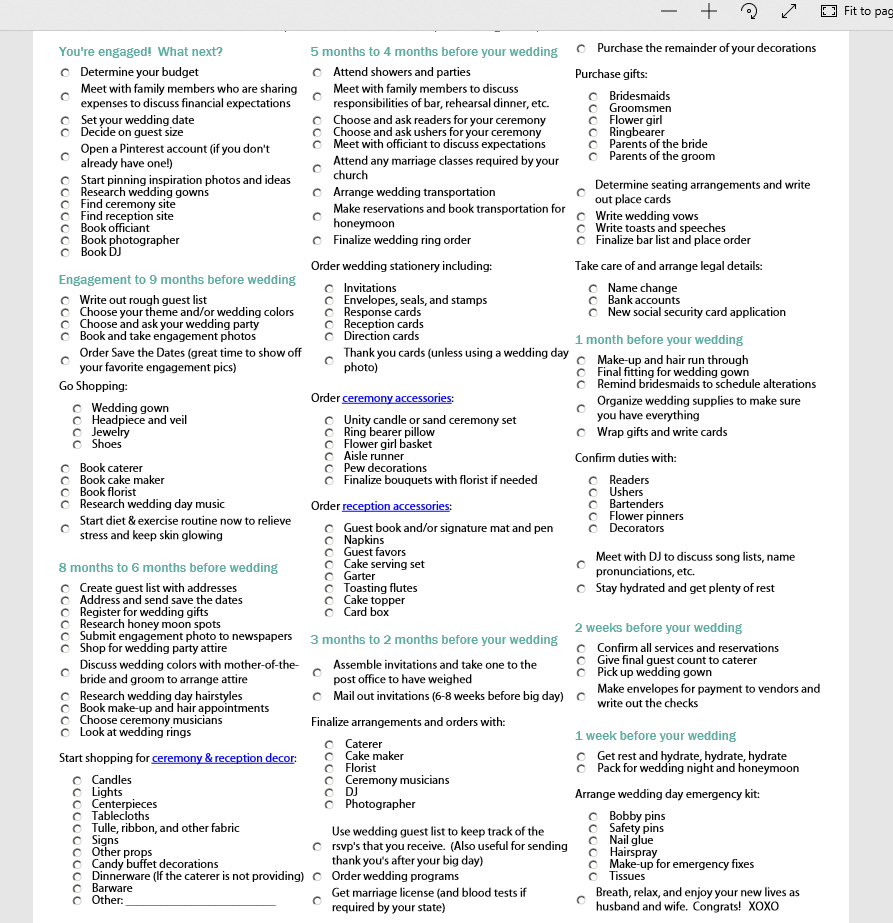 Fit to pag
You're engaged! What next?
Determine your budget
Meet with family members who are sharing
expenses to discuss financial expectations
Set your wedding date
Decide on guest size
Open a Pinterest account (if you don't
already have one!)
Start pinning inspiration photos and ideas
Research wedding gowns
Find ceremony site
Find reception site
Book officiant
Book photographer
Book DJ
Engagement to 9 months before wedding
Write out rough guest list
Choose your theme and/or wedding colors
Choose and ask your wedding party
Book and take engagement photos
Order Save the Dates (great time to show off
your favorite engagement pics)
Go Shopping:
Wedding gown
Headpiece and veil
Jewelry
Shoes
Book caterer
Book cake maker
Book florist
Research wedding day music
Start diet & exercise routine now to relieve
stress and keep skin glowing
8 months to 6 months before wedding
Create guest list with addresses
Address and send save the dates
Register for wedding gifts
Research honey moon spots
Submit engagement photo to newspapers
Shop for wedding party attire
Discuss wedding colors with mother-of-the-
bride and groom to arrange attire
Research wedding day hairstyles
Book make-up and hair appointments
Choose ceremony musicians
Look at wedding rings
Start shopping for ceremony & reception decor:
Candles
Lights
Centerpieces
Tablecloths
Tulle, ribbon, and other fabric
Signs
Other props
Candy buffet decorations
Dinnerware (If the caterer is not providing)
Barware
Other: ________________________
5 months to 4 months before your wedding
Attend showers and parties
Meet with family members to discuss
responsibilities of bar, rehearsal dinner, etc.
Choose and ask readers for your ceremony
Choose and ask ushers for your ceremony
Meet with officiant to discuss expectations
Attend any marriage classes required by your
church
Arrange wedding transportation
Make reservations and book transportation for
honeymoon
Finalize wedding ring order
Order wedding stationery including:
Invitations
Envelopes, seals, and stamps
Response cards
Reception cards
Direction cards
Thank you cards (unless using a wedding day
photo)
Order ceremony accessories:
Unity candle or sand ceremony set
Ring bearer pillow
Flower girl basket
Aisle runner
Pew decorations
Finalize bouquets with florist if needed
Order reception accessories:
Guest book and/or signature mat and pen
Napkins
Guest favors
Cake serving set
Garter
Toasting flutes
Cake topper
Card box
3 months to 2 months before your wedding
Assemble invitations and take one to the
post office to have weighed
Mail out invitations (6-8 weeks before big day)
Finalize arrangements and orders with:
Caterer
Cake maker
Florist
Ceremony musicians
DJ
Photographer
Use wedding guest list to keep track of the
rsvp's that you receive. (Also useful for sending
thank you's after your big day)
Order wedding programs
Get marriage license (and blood tests if
required by your state)
Purchase the remainder of your decorations
Purchase gifts:
Bridesmaids
Groomsmen
Flower girl
Ringbearer
Parents of the bride
Parents of the groom
Determine seating arrangements and write
out place cards
Write wedding vows
Write toasts and speeches
Finalize bar list and place order
Take care of and arrange legal details:
Name change
Bank accounts
New social security card application
1 month before your wedding
Make-up and hair run through
Final fitting for wedding gown
Remind bridesmaids to schedule alterations
Organize wedding supplies to make sure
you have everything
Wrap gifts and write cards
Confirm duties with:
Readers
Ushers
Bartenders
Flower pinners
Decorators
Meet with DJ to discuss song lists, name
pronunciations, etc.
Stay hydrated and get plenty of rest
2 weeks before your wedding
Confirm all services and reservations
Give final guest count to caterer
Pick up wedding gown
Make envelopes for payment to vendors and
write out the checks
1 week before your wedding
Get rest and hydrate, hydrate, hydrate
Pack for wedding night and honeymoon
Arrange wedding day emergency kit:
Bobby pins
Safety pins
Nail glue
Hairspray
Make-up for emergency fixes
Tissues
Breath, relax, and enjoy your new lives as
husband and wife. Congrats! XOXO